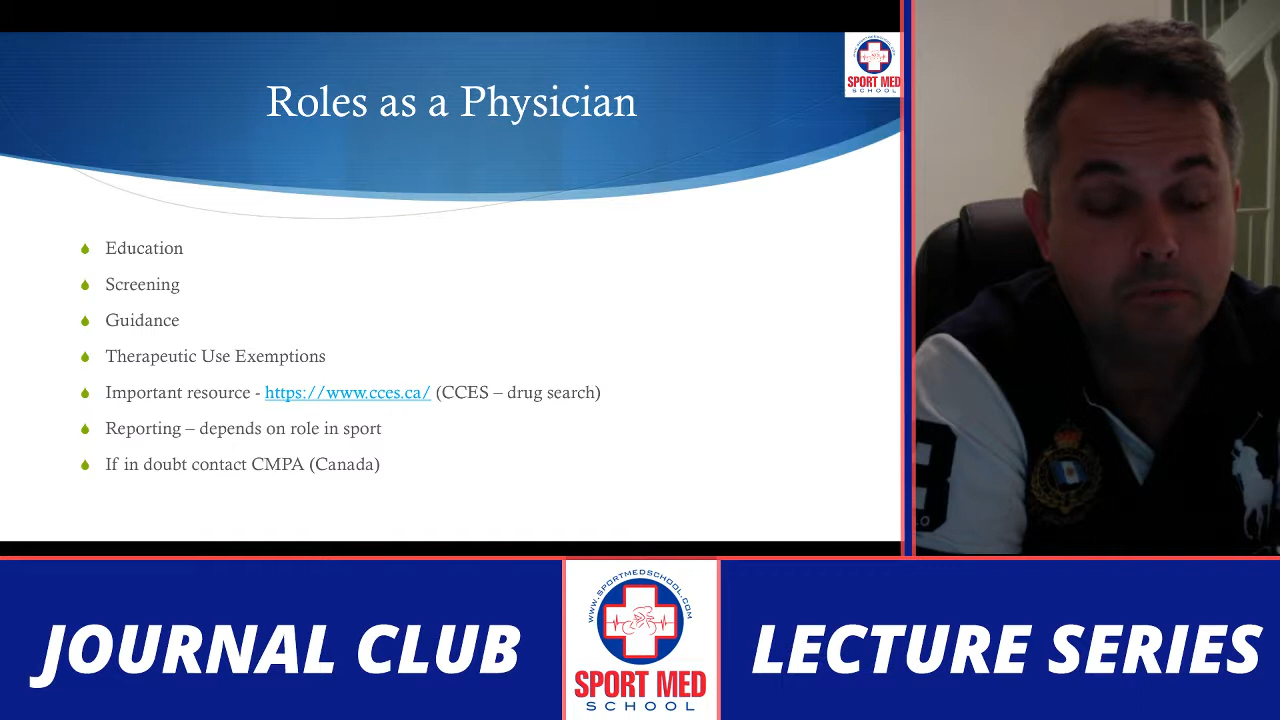 Roles as a Physician
SPORT MED
SCHOOL
Education
Screening
Guidance
Therapeutic Use Exemptions
Important resource - https://www.cces.ca/ (CCES – drug search)
Reporting – depends on role in sport
If in doubt contact CMPA (Canada)
JOURNAL CLUB
WWW.SPORTMEDSCHOOL.COM
SPORT MED
SCHOOL
LECTURE SERIES